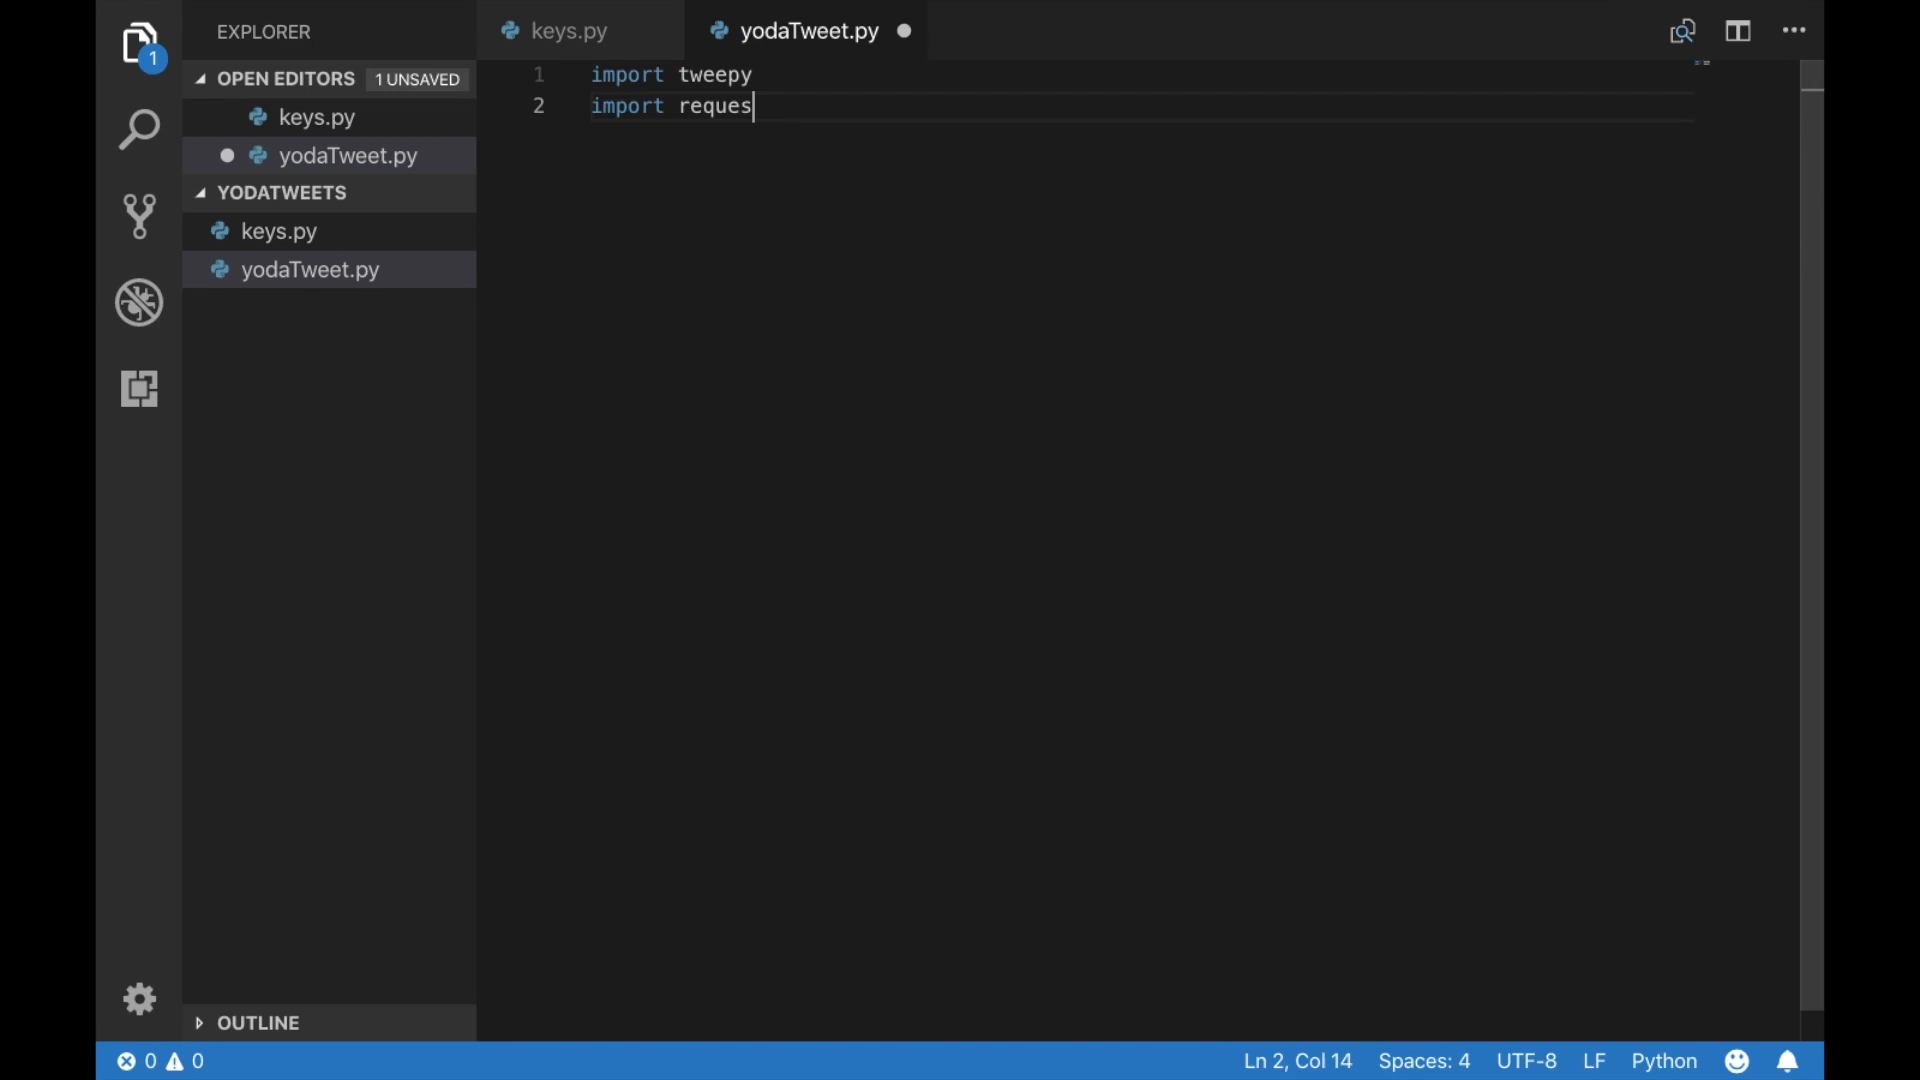 EXPLORER
1
OPEN EDITORS 1 UNSAVED
keys.py
yodaTweet.py
YODATWEETS
keys.py
yodaTweet.py
OUTLINE
keys.py yodaTweet.py
1 import tweepy
2 import reques
0 0 Ln 2, Col 14 Spaces: 4 UTF-8 LF Python